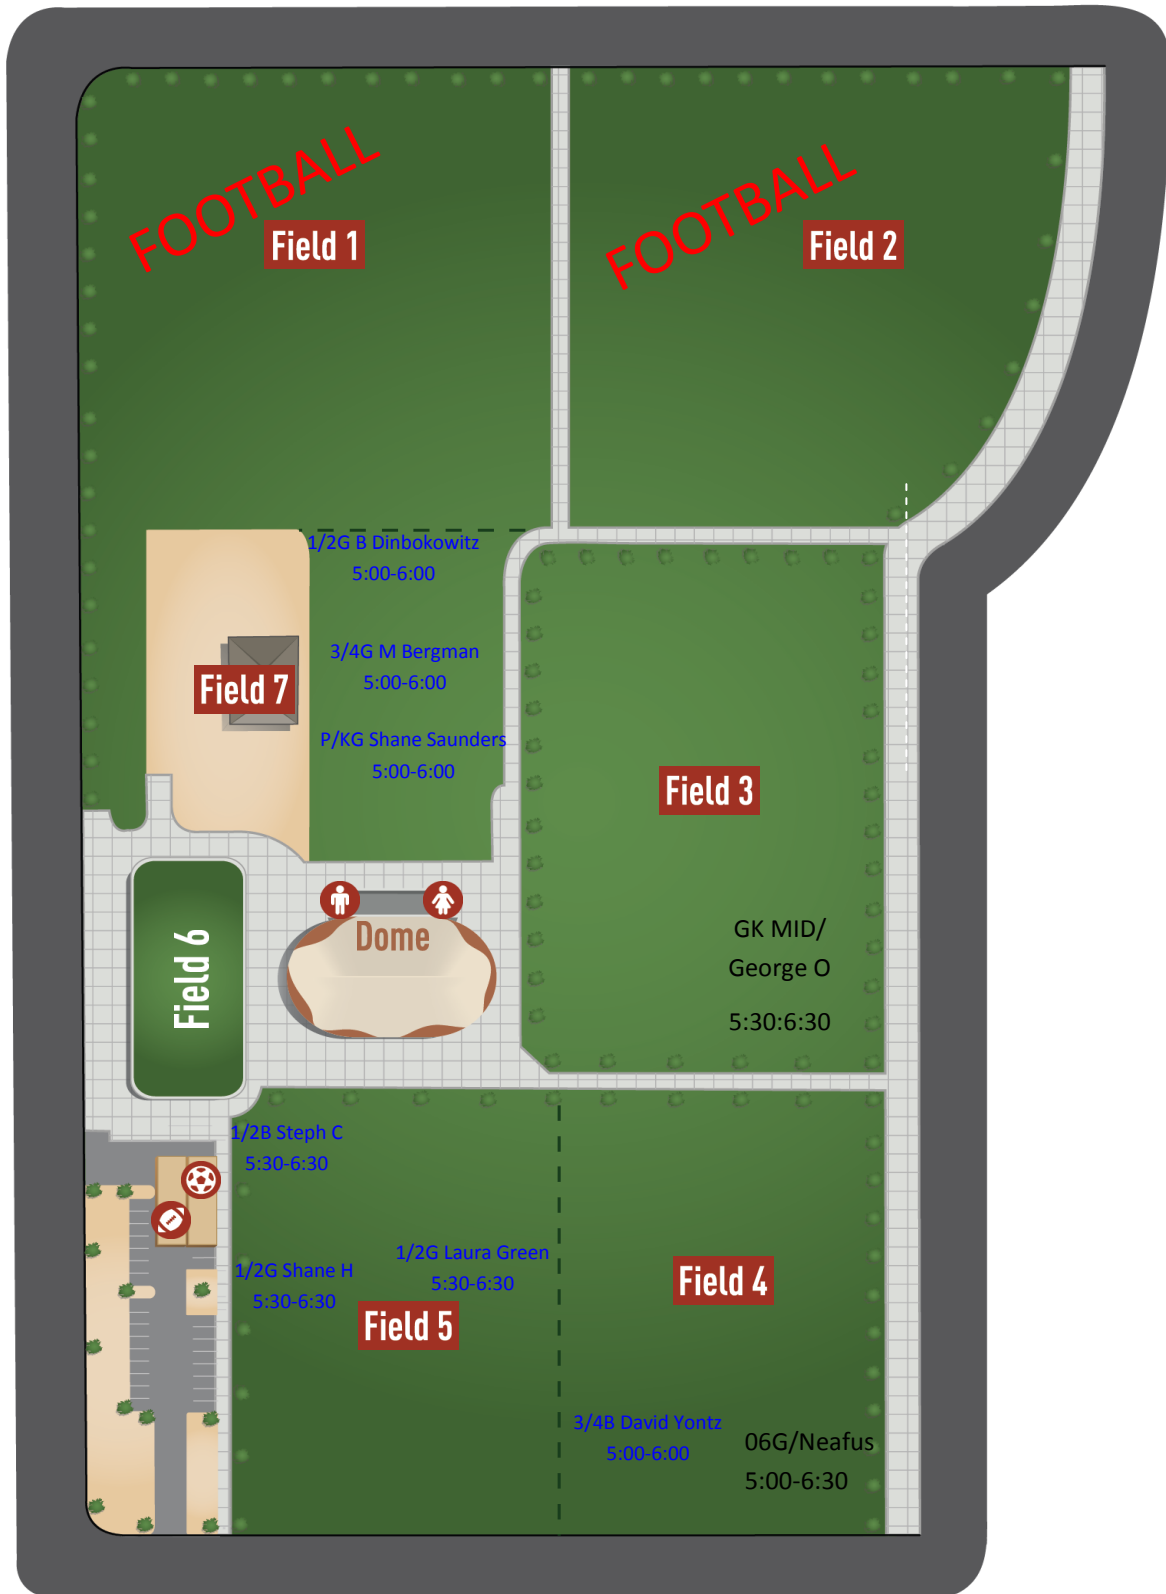 FOOTBALL
Field 1
FOOTBALL
Field 2
1/2G B Dinbokowitz
5:00-6:00
3/4G M Bergman
5:00-6:00
Field 7
P/KG Shane Saunders
5:00-6:00
Field 3
GK MID/
George O
5:30:6:30
Dome
Field 6
1/2B Steph C
5:30-6:30
1/2G Laura Green
5:30-6:30
1/2G Shane H
5:30-6:30
Field 5
Field 4
3/4B David Yontz
5:00-6:00
06G/Neafus
5:00-6:30